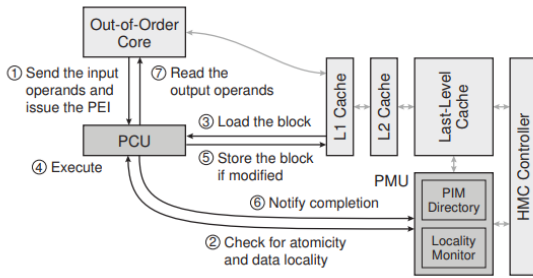 Out-of-Order
Core
① Send the input
operands and
issue the PEI
⑦ Read the
output operands
PCU
③ Load the block
④ Execute
⑤ Store the block
if modified
L1 Cache
L2 Cache
Last-Level
Cache
HMC Controller
PMU
PIM
Directory
Locality
Monitor
⑥ Notify completion
② Check for atomicity
and data locality